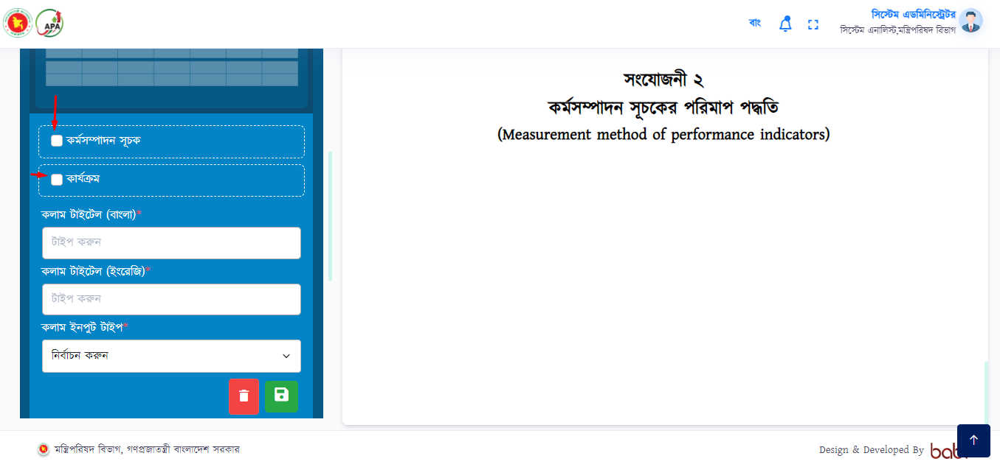 APA
বাং
সিস্টেম এডমিনিস্ট্রেটর
সিস্টেম এনালিস্ট,মন্ত্রিপরিষদ বিভাগ
কর্মসম্পাদন সূচক
কার্যক্রম
কলাম টাইটেল (বাংলা)*
টাইপ করুন
কলাম টাইটেল (ইংরেজি)*
টাইপ করুন
কলাম ইনপুট টাইপ*
নির্বাচন করুন
সংযোজনী ২
কর্মসম্পাদন সূচকের পরিমাপ পদ্ধতি
(Measurement method of performance indicators)
মন্ত্রিপরিষদ বিভাগ, গণপ্রজাতন্ত্রী বাংলাদেশ সরকার
Design & Developed By